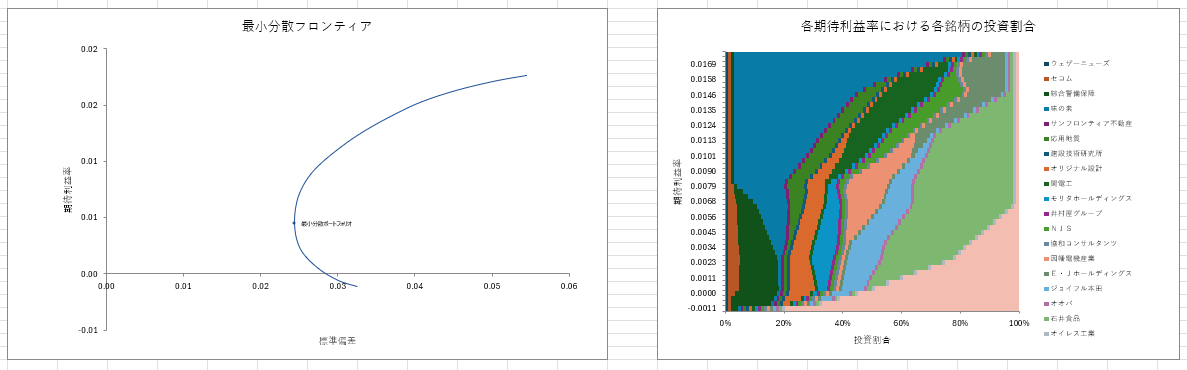 最小分散フロンティア
0.02
0.02
0.01
0.01
0.00
-0.01
0.00
0.01
0.02
0.03
0.04
0.05
0.06
期待利益率
標準偏差
最小分散ポートフォリオ
各期待利益率における各銘柄の投資割合
0.0169
0.0158
0.0146
0.0135
0.0124
0.0113
0.0101
0.0090
0.0079
0.0068
0.0056
0.0045
0.0034
0.0023
0.0011
0.0000
-0.0011
0%
20%
40%
60%
80%
100%
期待利益率
投資割合
ウェザーニューズ
セコム
綜合警備保障
味の素
サンフロンティア不動産
応用地質
建設技術研究所
オリジナル設計
関電工
モリタホールディングス
井村屋グループ
ＮＪＳ
協和コンサルタンツ
因幡電機産業
Ｅ・Ｊホールディングス
ジョイフル本田
オオバ
石井食品
オイレス工業